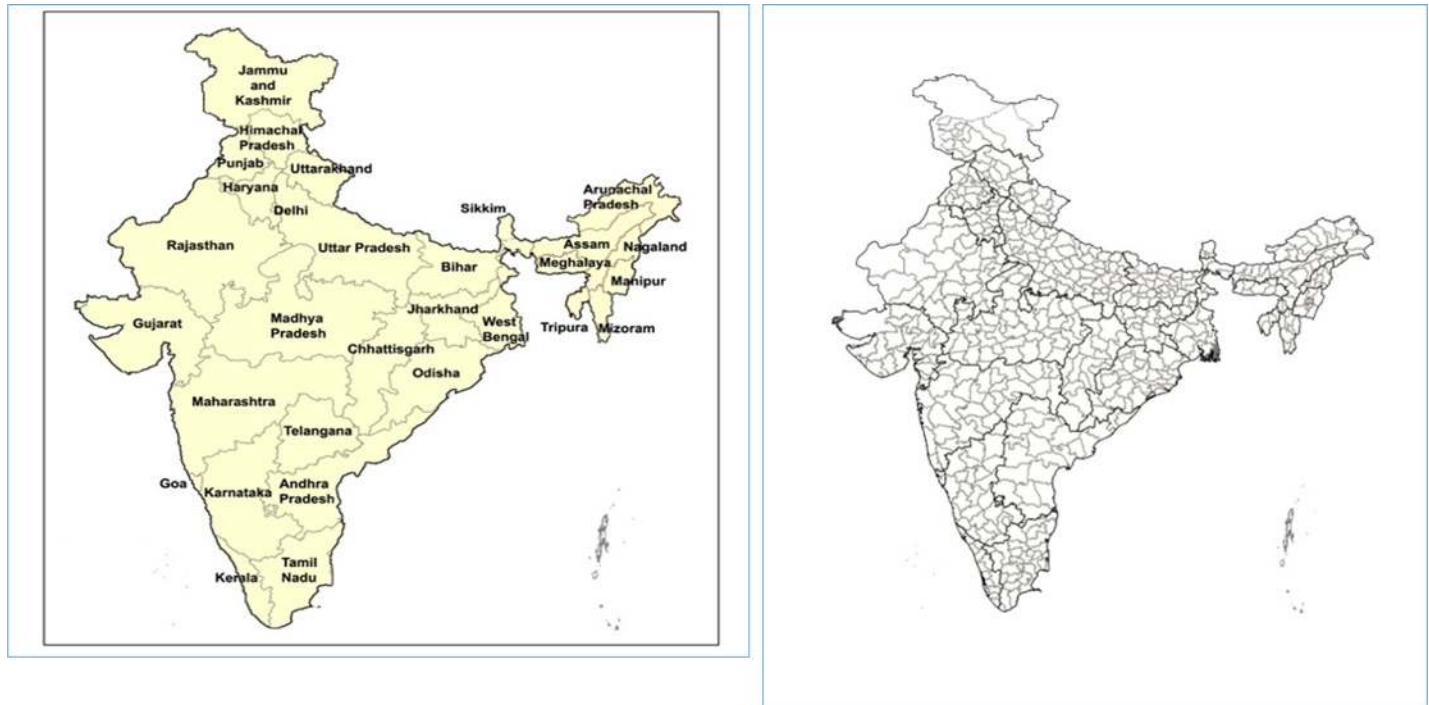 Jammu
and
Kashmir
Himachal
Pradesh
Punjab
Uttarakhand
Haryana
Delhi
Arunachal
Pradesh
Sikkim
Rajasthan
Uttar Pradesh
Assam
Nagaland
Bihar
Meghalaya
Manipur
Gujarat
Madhya
Pradesh
Jharkhand
West
Bengal
Tripura
Mizoram
Chhattisgarh
Odisha
Maharashtra
Telangana
Goa
Karnataka
Andhra
Pradesh
Tamil
Nadu
Kerala